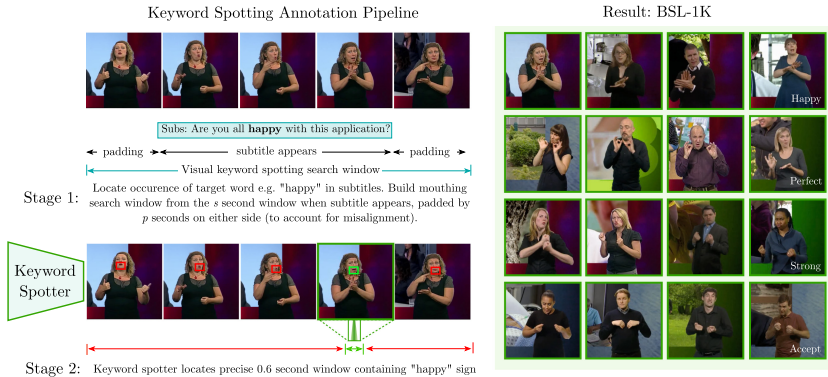 Keyword Spotting Annotation Pipeline
Subs: Are you all happy with this application?
padding
subtitle appears
padding
Visual keyword spotting search window
Stage 1:
Locate occurence of target word e.g. "happy" in subtitles. Build mouthing
search window from the s second window when subtitle appears, padded by
p seconds on either side (to account for misalignment).
Keyword
Spotter
Stage 2:
Keyword spotter locates precise 0.6 second window containing "happy" sign
Result: BSL-1K
Happy
Perfect
Strong
Accept